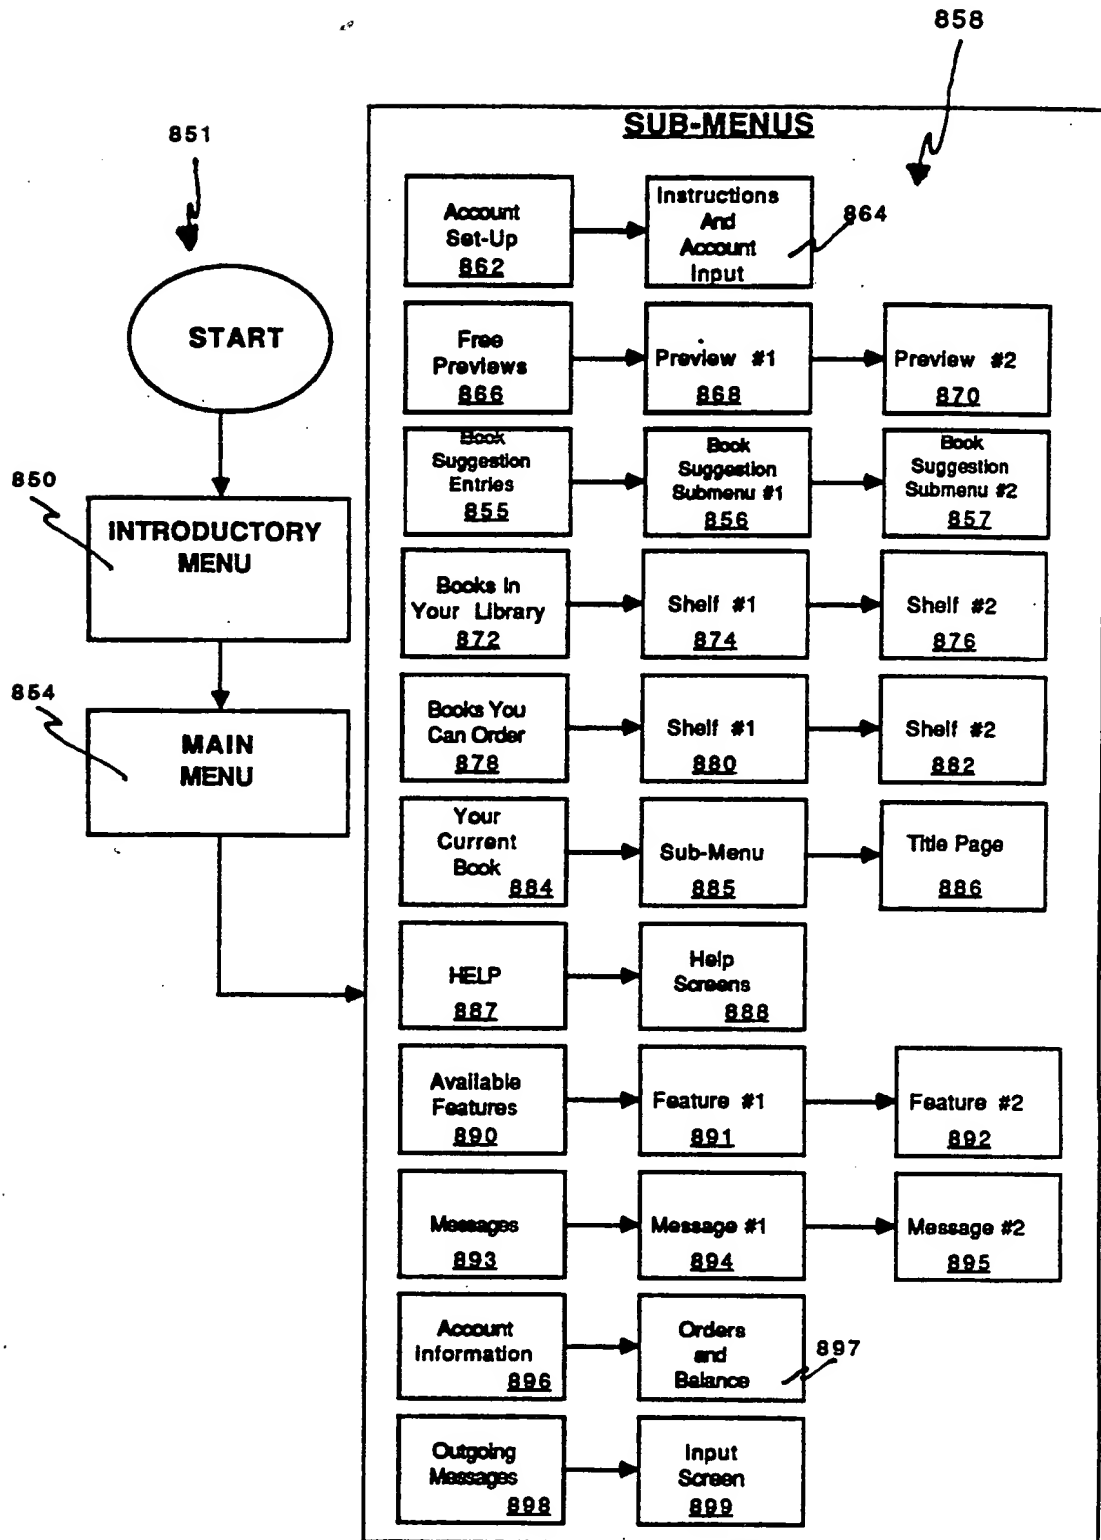 858
851
SUB-MENUS
Account
Set-Up
862
Instructions
And
Account
Input
864
START
Free
Previews
866
Preview #1
868
Preview #2
870
Book
Suggestion
Entries
855
Book
Suggestion
Submenu #1
856
Book
Suggestion
Submenu #2
857
850
INTRODUCTORY
MENU
Books In
Your Library
872
Shelf #1
874
Shelf #2
876
854
MAIN
MENU
Books You
Can Order
878
Shelf #1
880
Shelf #2
882
Your
Current
Book
884
Sub-Menu
885
Title Page
886
HELP
887
Help
Screens
888
Available
Features
890
Feature #1
891
Feature #2
892
Messages
893
Message #1
894
Message #2
895
Account
Information
896
Orders
and
Balance
897
Outgoing
Messages
898
Input
Screen
899